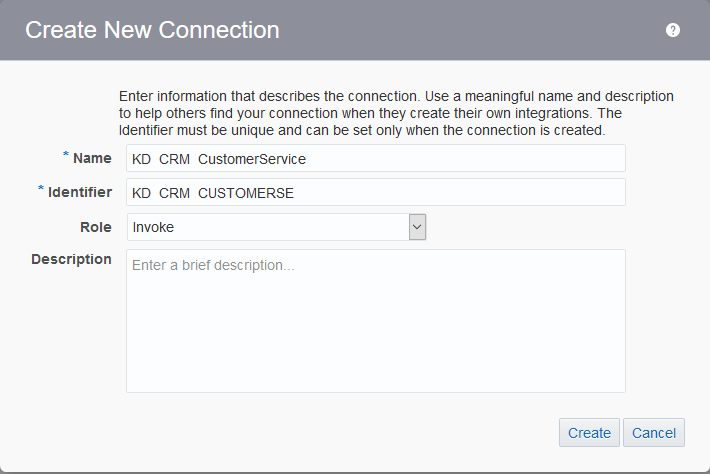 Create New Connection
?
Enter information that describes the connection. Use a meaningful name and description
to help others find your connection when they create their own integrations. The
Identifier must be unique and can be set only when the connection is created.
* Name KD CRM CustomerService
* Identifier KD CRM CUSTOMERSE
Role Invoke
Description Enter a brief description...
Create Cancel